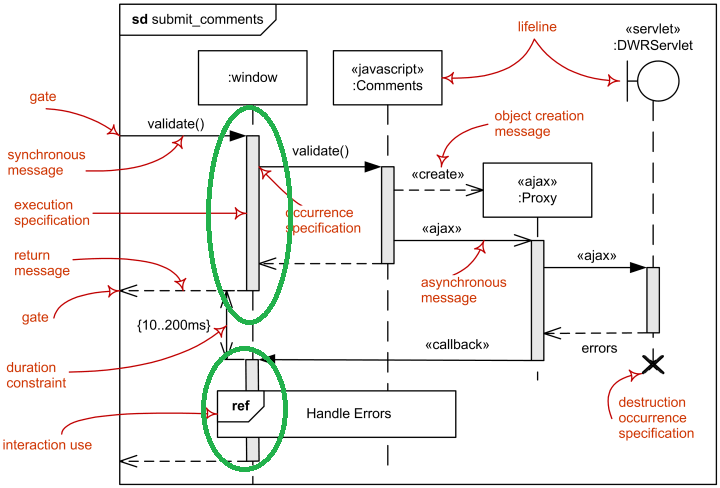 sd submit_comments
lifeline
«servlet»
:DWRServlet
:window
«javascript»
:Comments
gate
validate()
object creation
message
synchronous
message
validate()
«create»
«ajax»
:Proxy
execution
specification
occurrence
specification
«ajax»
«ajax»
return
message
asynchronous
message
gate
{10..200ms}
«callback»
errors
duration
constraint
ref
Handle Errors
destruction
occurrence
specification
interaction use